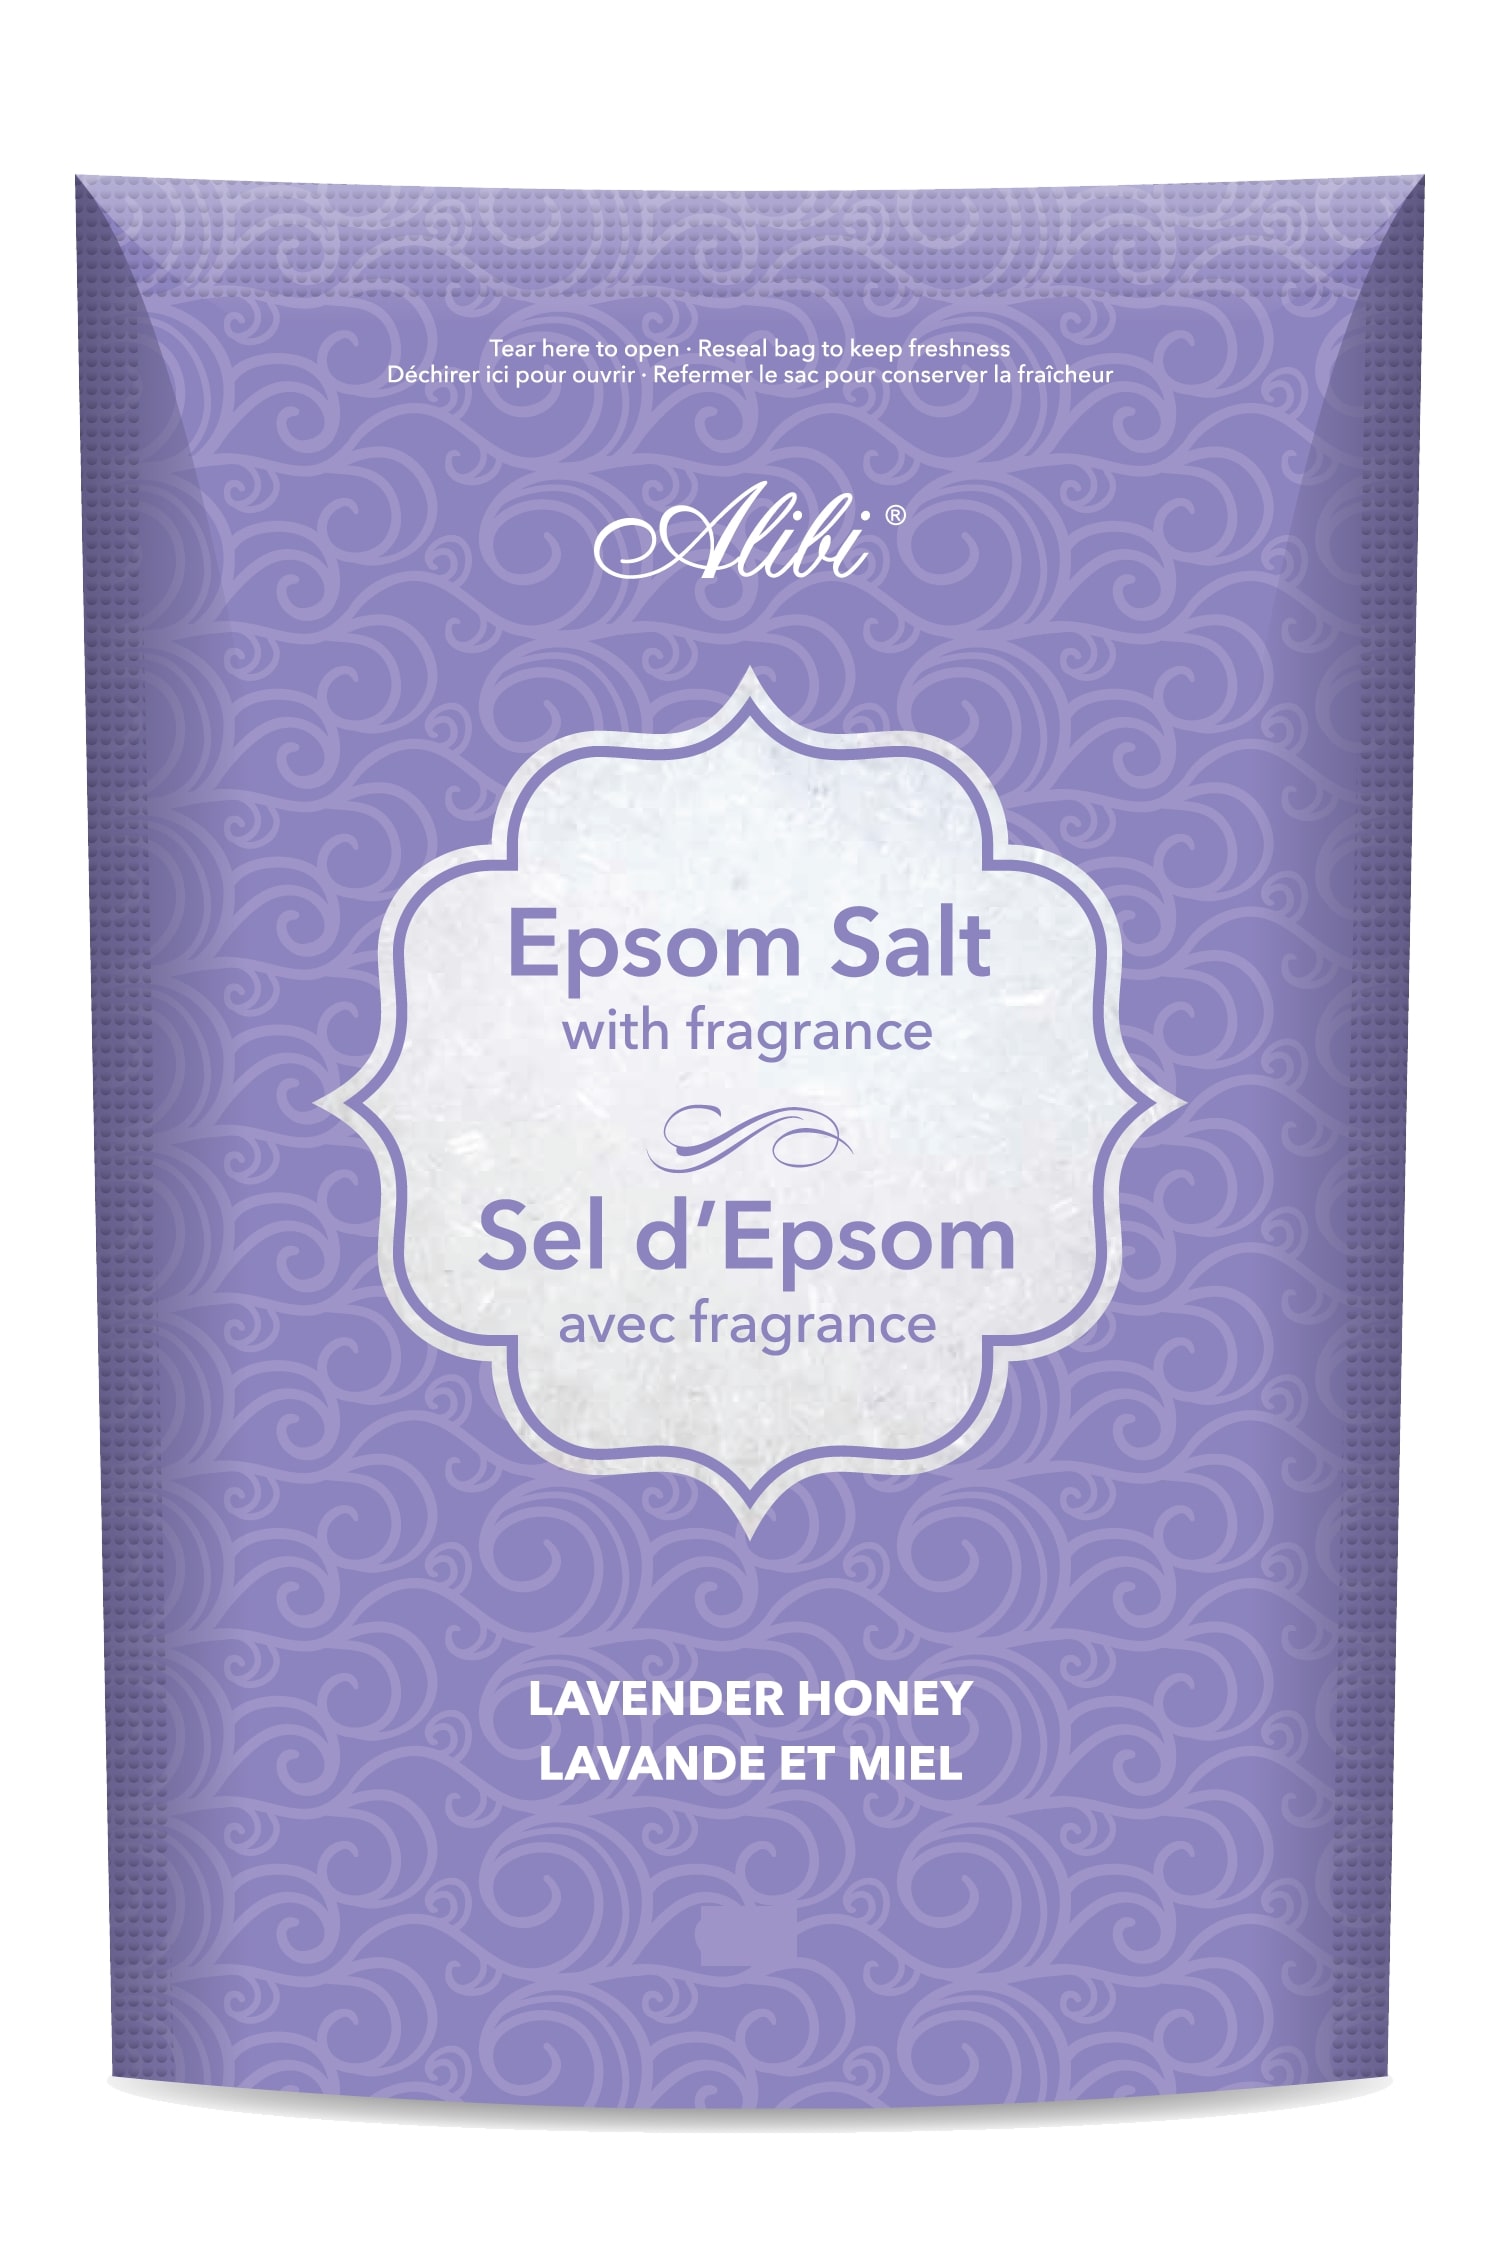 Tear here to open · Reseal bag to keep freshness
Déchirer ici pour ouvrir · Refermer le sac pour conserver la fraîcheur
Alibi®
Epsom Salt
with fragrance
Sel d’Epsom
avec fragrance
LAVENDER HONEY
LAVANDE ET MIEL